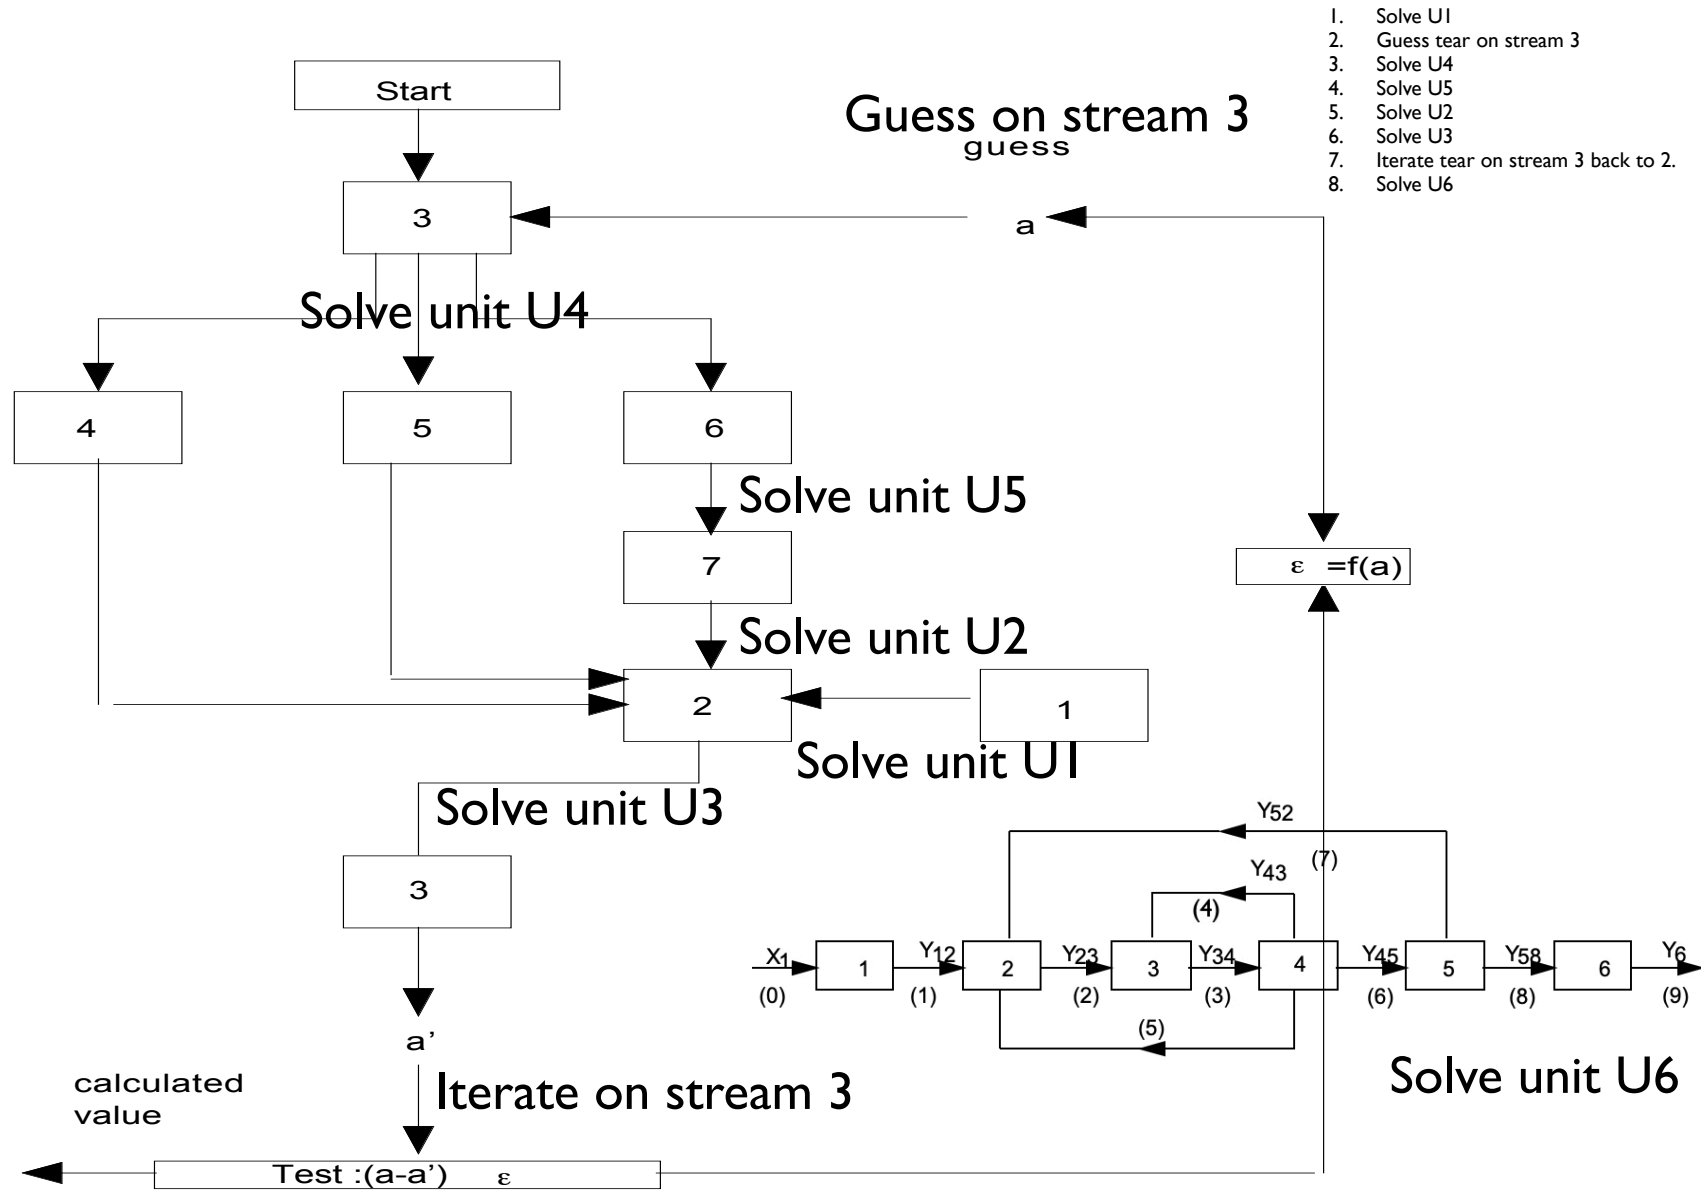 1. Solve U1
2. Guess tear on stream 3
3. Solve U4
4. Solve U5
5. Solve U2
6. Solve U3
7. Iterate tear on stream 3 back to 2.
8. Solve U6
Start
Guess on stream 3
guess
3
a
Solve unit U4
4
5
6
Solve unit U5
7
ε =f(a)
Solve unit U2
2
1
Solve unit U1
Solve unit U3
3
Y52
(7)
Y43
(4)
X1
Y12
Y23
Y34
Y45
Y58
Y6
1
2
3
4
5
6
(0)
(1)
(2)
(3)
(6)
(8)
(9)
(5)
a'
calculated
value
Iterate on stream 3
Solve unit U6
Test :(a-a') ε